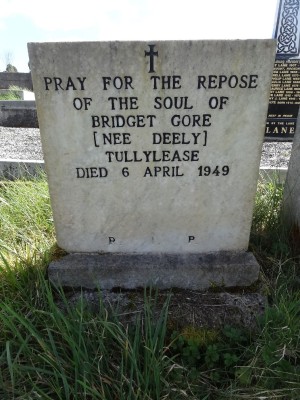 PRAY FOR THE REPOSE
OF THE SOUL OF
BRIDGET GORE
[NEE DEELY]
TULLYLEASE
DIED 6 APRIL 1949
P P
LANE